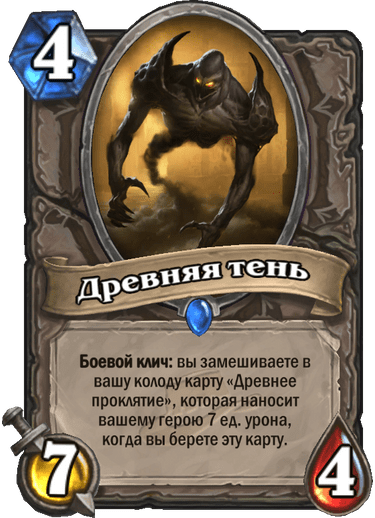 4
Древняя тень
Боевой клич: вы замешиваете в
вашу колоду карту «Древнее
проклятие», которая наносит
вашему герою 7 ед. урона,
когда вы берете эту карту.
7
4